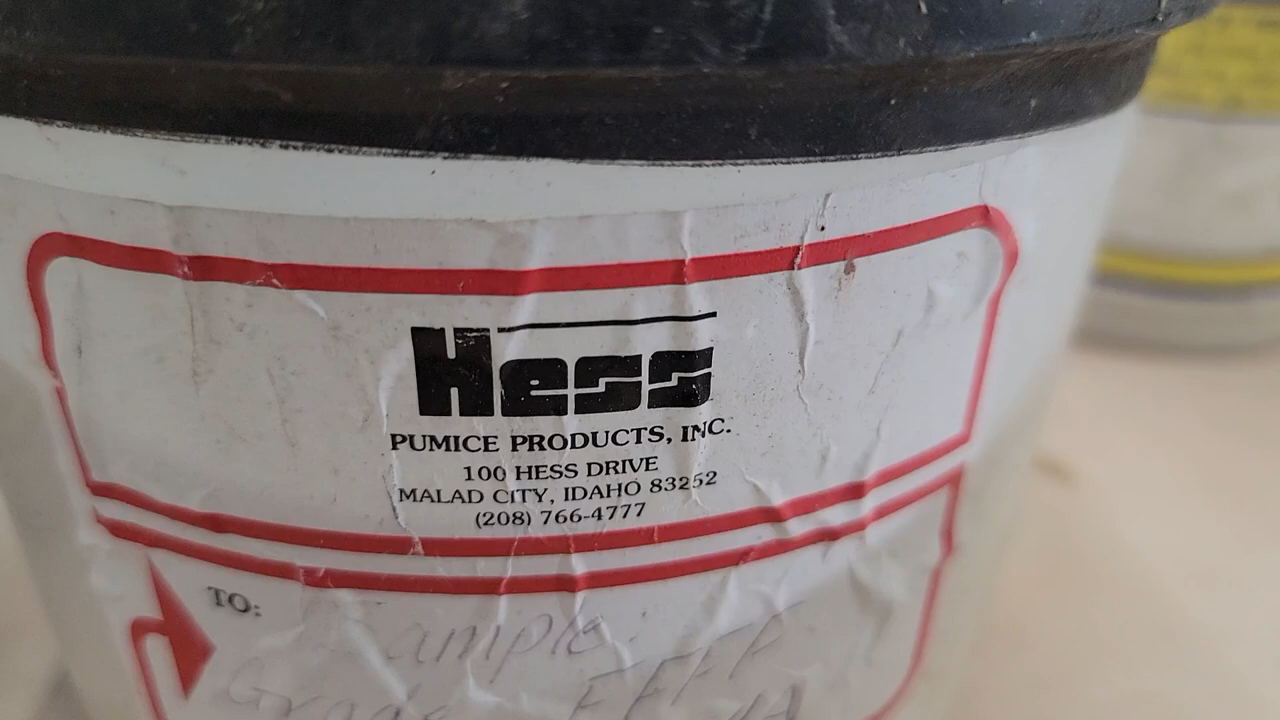 Hess
PUMICE PRODUCTS, INC.
100 HESS DRIVE
MALAD CITY, IDAHO 83252
(208) 766-4777
TO:
Sample:
Grade FFFF